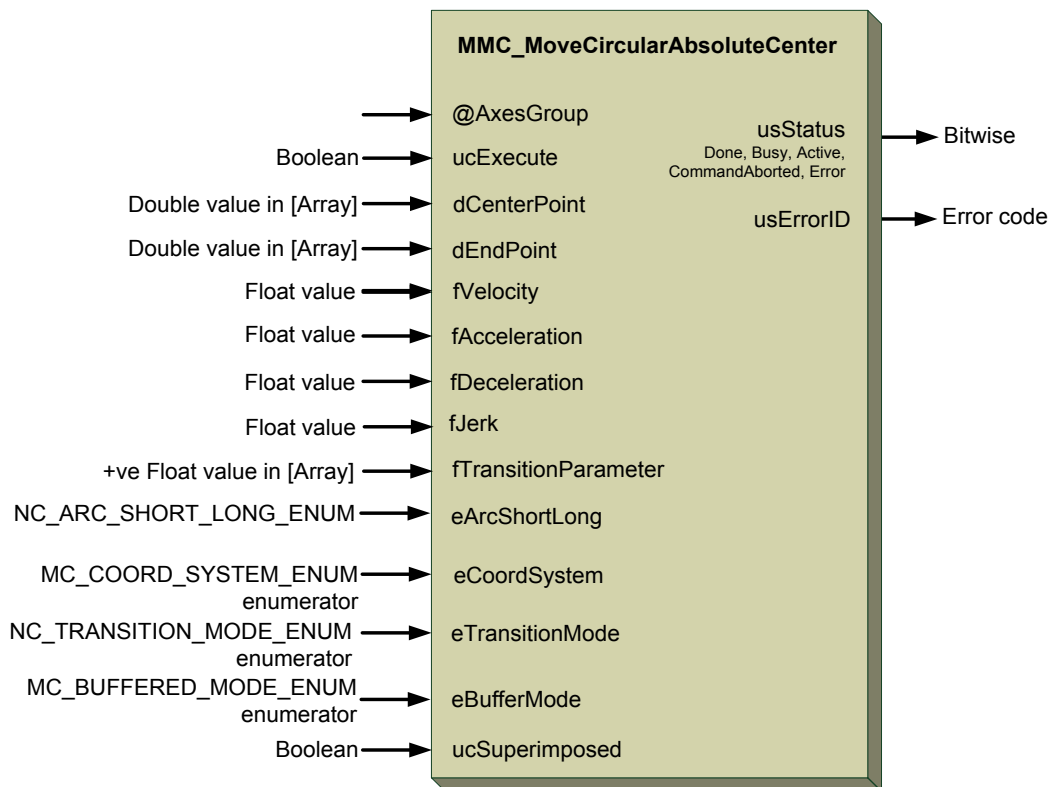 MMC_MoveCircularAbsoluteCenter
@AxesGroup
Boolean
ucExecute
Double value in [Array]
dCenterPoint
Double value in [Array]
dEndPoint
Float value
fVelocity
Float value
fAcceleration
Float value
fDeceleration
Float value
fJerk
+ve Float value in [Array]
fTransitionParameter
NC_ARC_SHORT_LONG_ENUM
eArcShortLong
MC_COORD_SYSTEM_ENUM
enumerator
eCoordSystem
NC_TRANSITION_MODE_ENUM
enumerator
eTransitionMode
MC_BUFFERED_MODE_ENUM
enumerator
eBufferMode
Boolean
ucSuperimposed
usStatus
Done, Busy, Active,
CommandAborted, Error
Bitwise
usErrorID
Error code